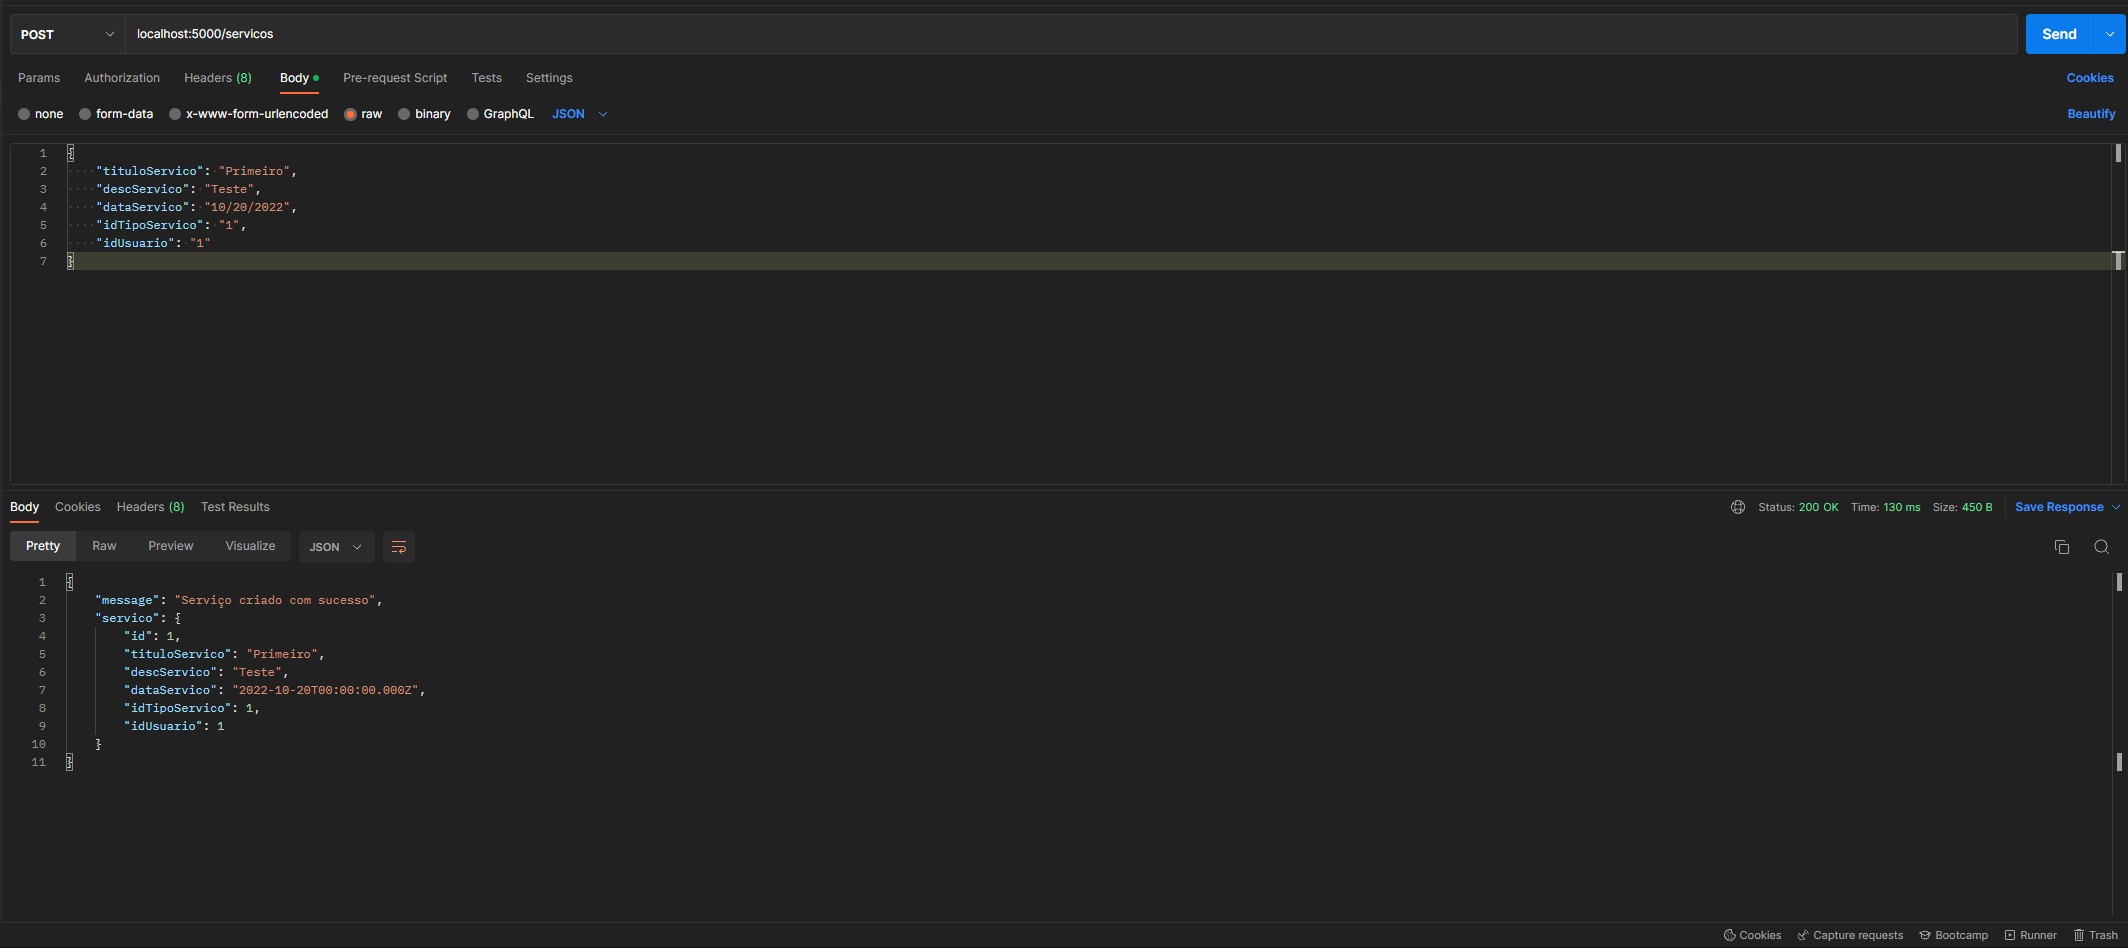 POST localhost:5000/servicos Send
Params Authorization Headers (8) Body Pre-request Script Tests Settings Cookies
none form-data x-www-form-urlencoded raw binary GraphQL JSON Beautify
1 {
2 "tituloServico": "Primeiro",
3 "descServico": "Teste",
4 "dataServico": "10/20/2022",
5 "idTipoServico": "1",
6 "idUsuario": "1"
7 }
Body Cookies Headers (8) Test Results Status: 200 OK Time: 130 ms Size: 450 B Save Response
Pretty Raw Preview Visualize JSON
1 {
2 "message": "Serviço criado com sucesso",
3 "servico": {
4 "id": 1,
5 "tituloServico": "Primeiro",
6 "descServico": "Teste",
7 "dataServico": "2022-10-20T00:00:00.000Z",
8 "idTipoServico": 1,
9 "idUsuario": 1
10 }
11 }
Cookies Capture requests Bootcamp Runner Trash